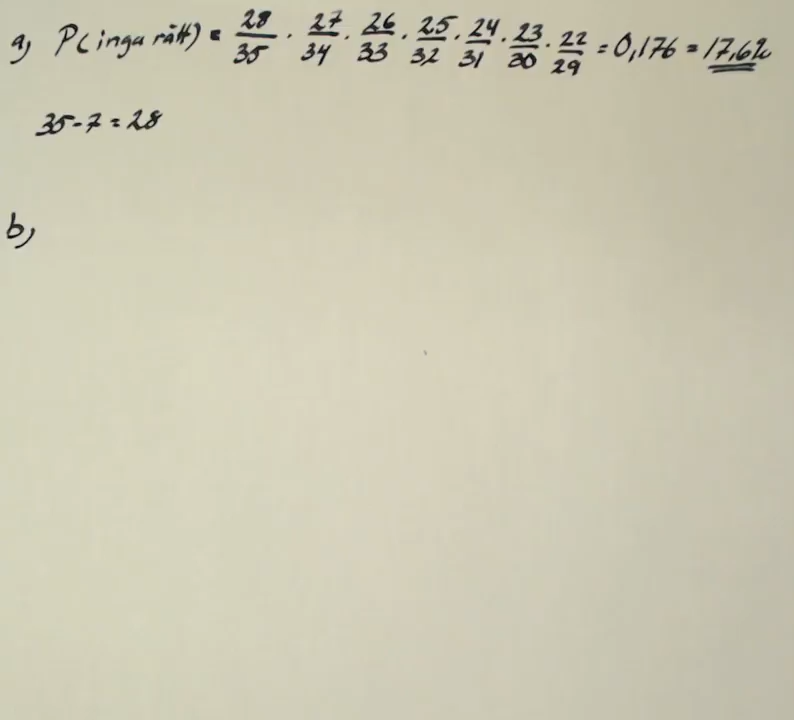 a) P(inga rätt) = 28/35 · 27/34 · 26/33 · 25/32 · 24/31 · 23/30 · 22/29 = 0,176 = 17,6%
35-7=28
b)